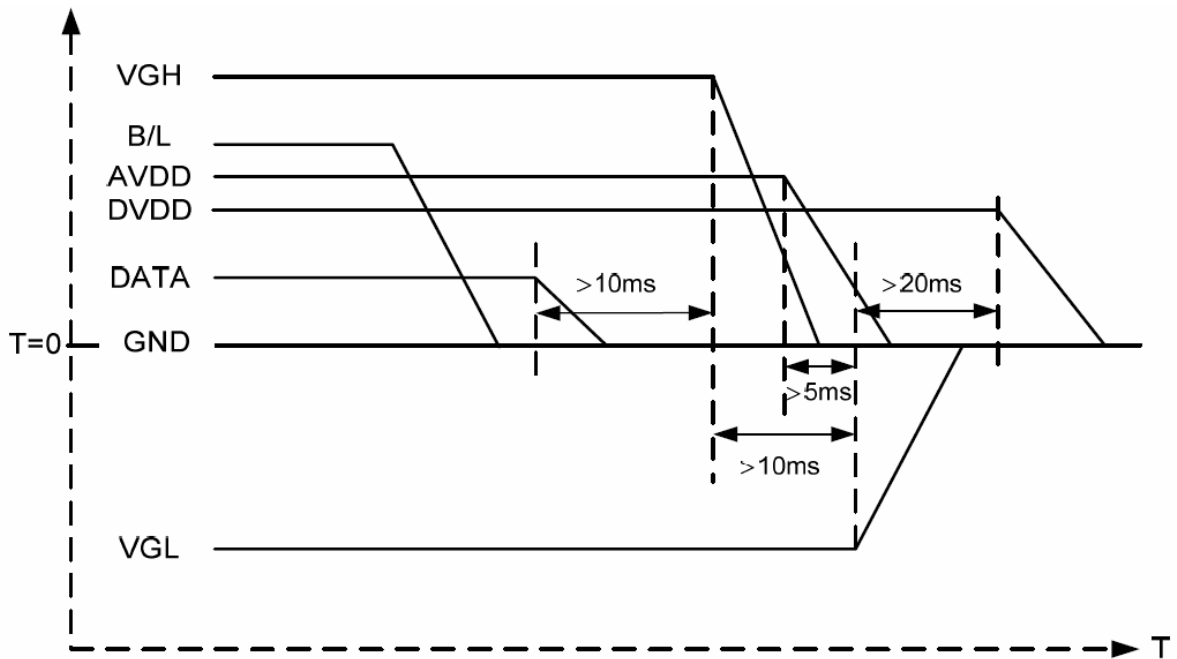 VGH
B/L
AVDD
DVDD
DATA
>10ms
>20ms
T=0
GND
>5ms
>10ms
VGL
T